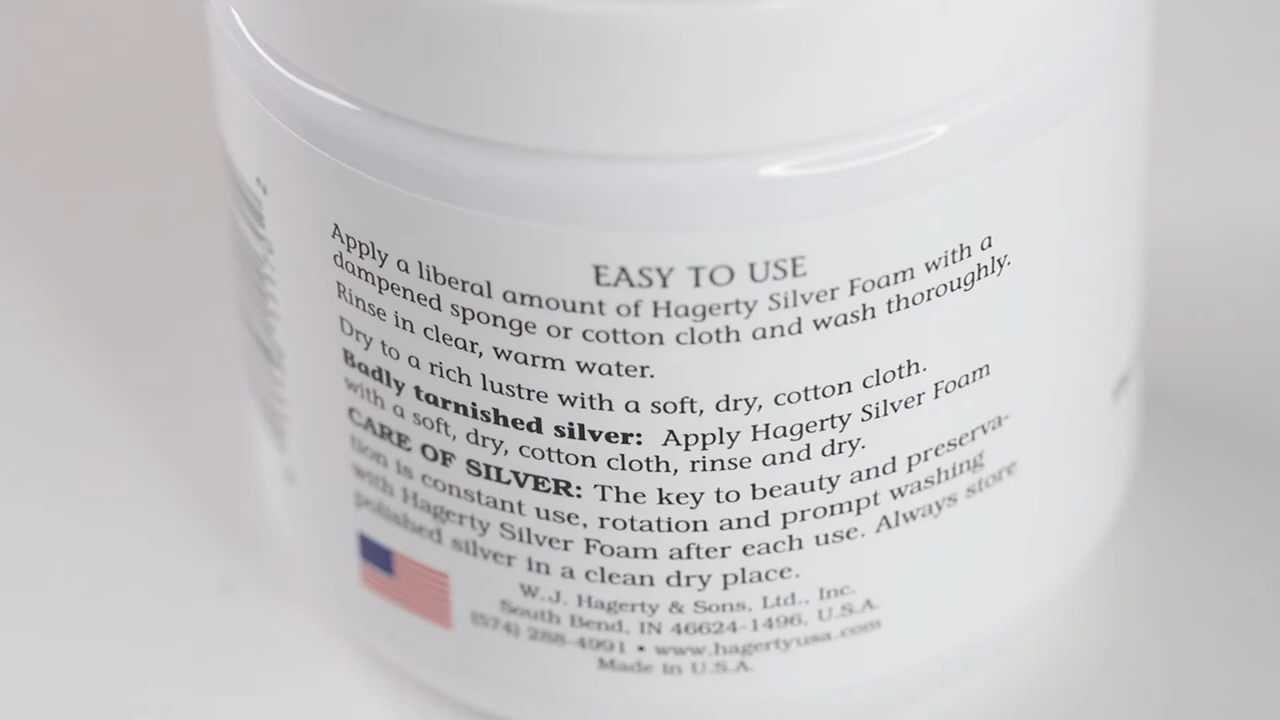 EASY TO USE
Apply a liberal amount of Hagerty Silver Foam with a
dampened sponge or cotton cloth and wash thoroughly.
Rinse in clear, warm water.
Dry to a rich lustre with a soft, dry, cotton cloth.
Badly tarnished silver: Apply Hagerty Silver Foam
with a soft, dry, cotton cloth, rinse and dry.
CARE OF SILVER: The key to beauty and preserva-
tion is constant use, rotation and prompt washing
with Hagerty Silver Foam after each use. Always store
polished silver in a clean dry place.
W.J. Hagerty & Sons, Ltd., Inc.
South Bend, IN 46624-1496, U.S.A.
(574) 288-4991 • www.hagertyusa.com
Made in U.S.A.